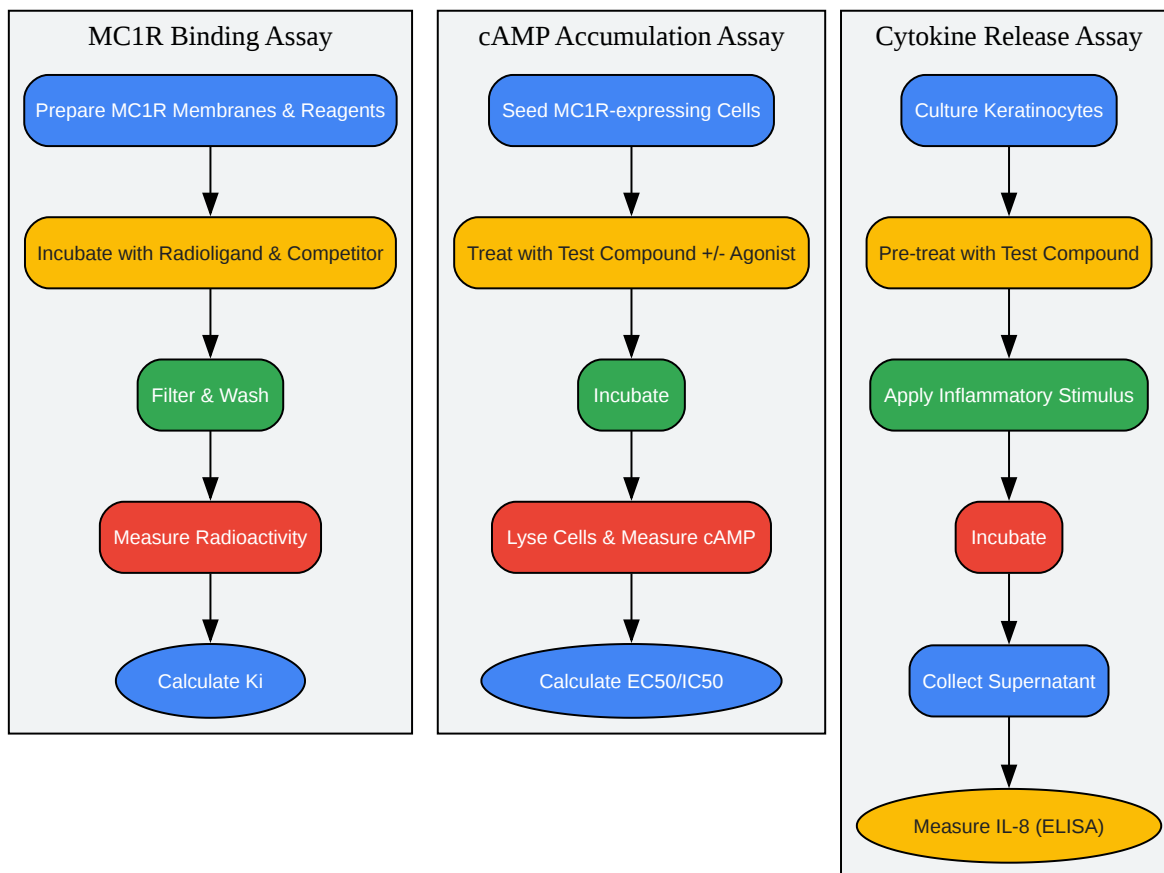 MC1R Binding Assay
Prepare MC1R Membranes & Reagents
Incubate with Radioligand & Competitor
Filter & Wash
Measure Radioactivity
Calculate Ki
cAMP Accumulation Assay
Seed MC1R-expressing Cells
Treat with Test Compound +/- Agonist
Incubate
Lyse Cells & Measure cAMP
Calculate EC50/IC50
Cytokine Release Assay
Culture Keratinocytes
Pre-treat with Test Compound
Apply Inflammatory Stimulus
Incubate
Collect Supernatant
Measure IL-8 (ELISA)